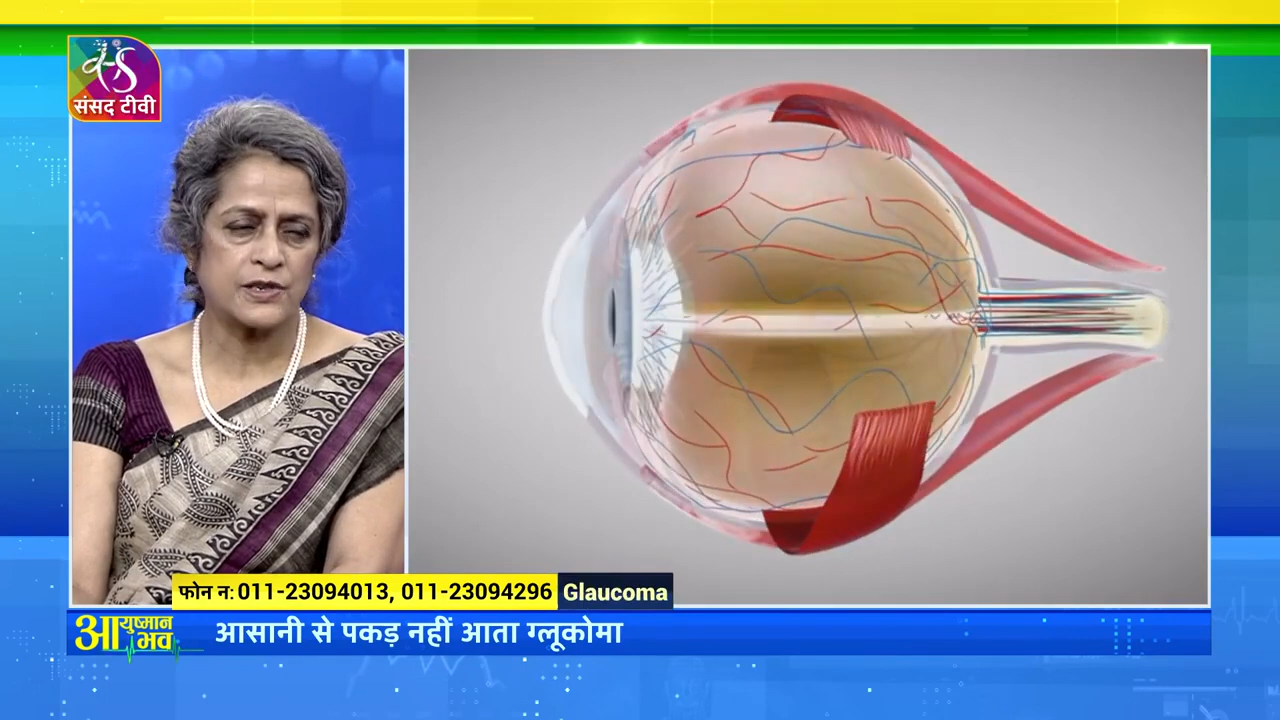 संसद टीवी
फोन न: 011-23094013, 011-23094296 Glaucoma
आयुष्मान भव
आसानी से पकड़ नहीं आता ग्लूकोमा